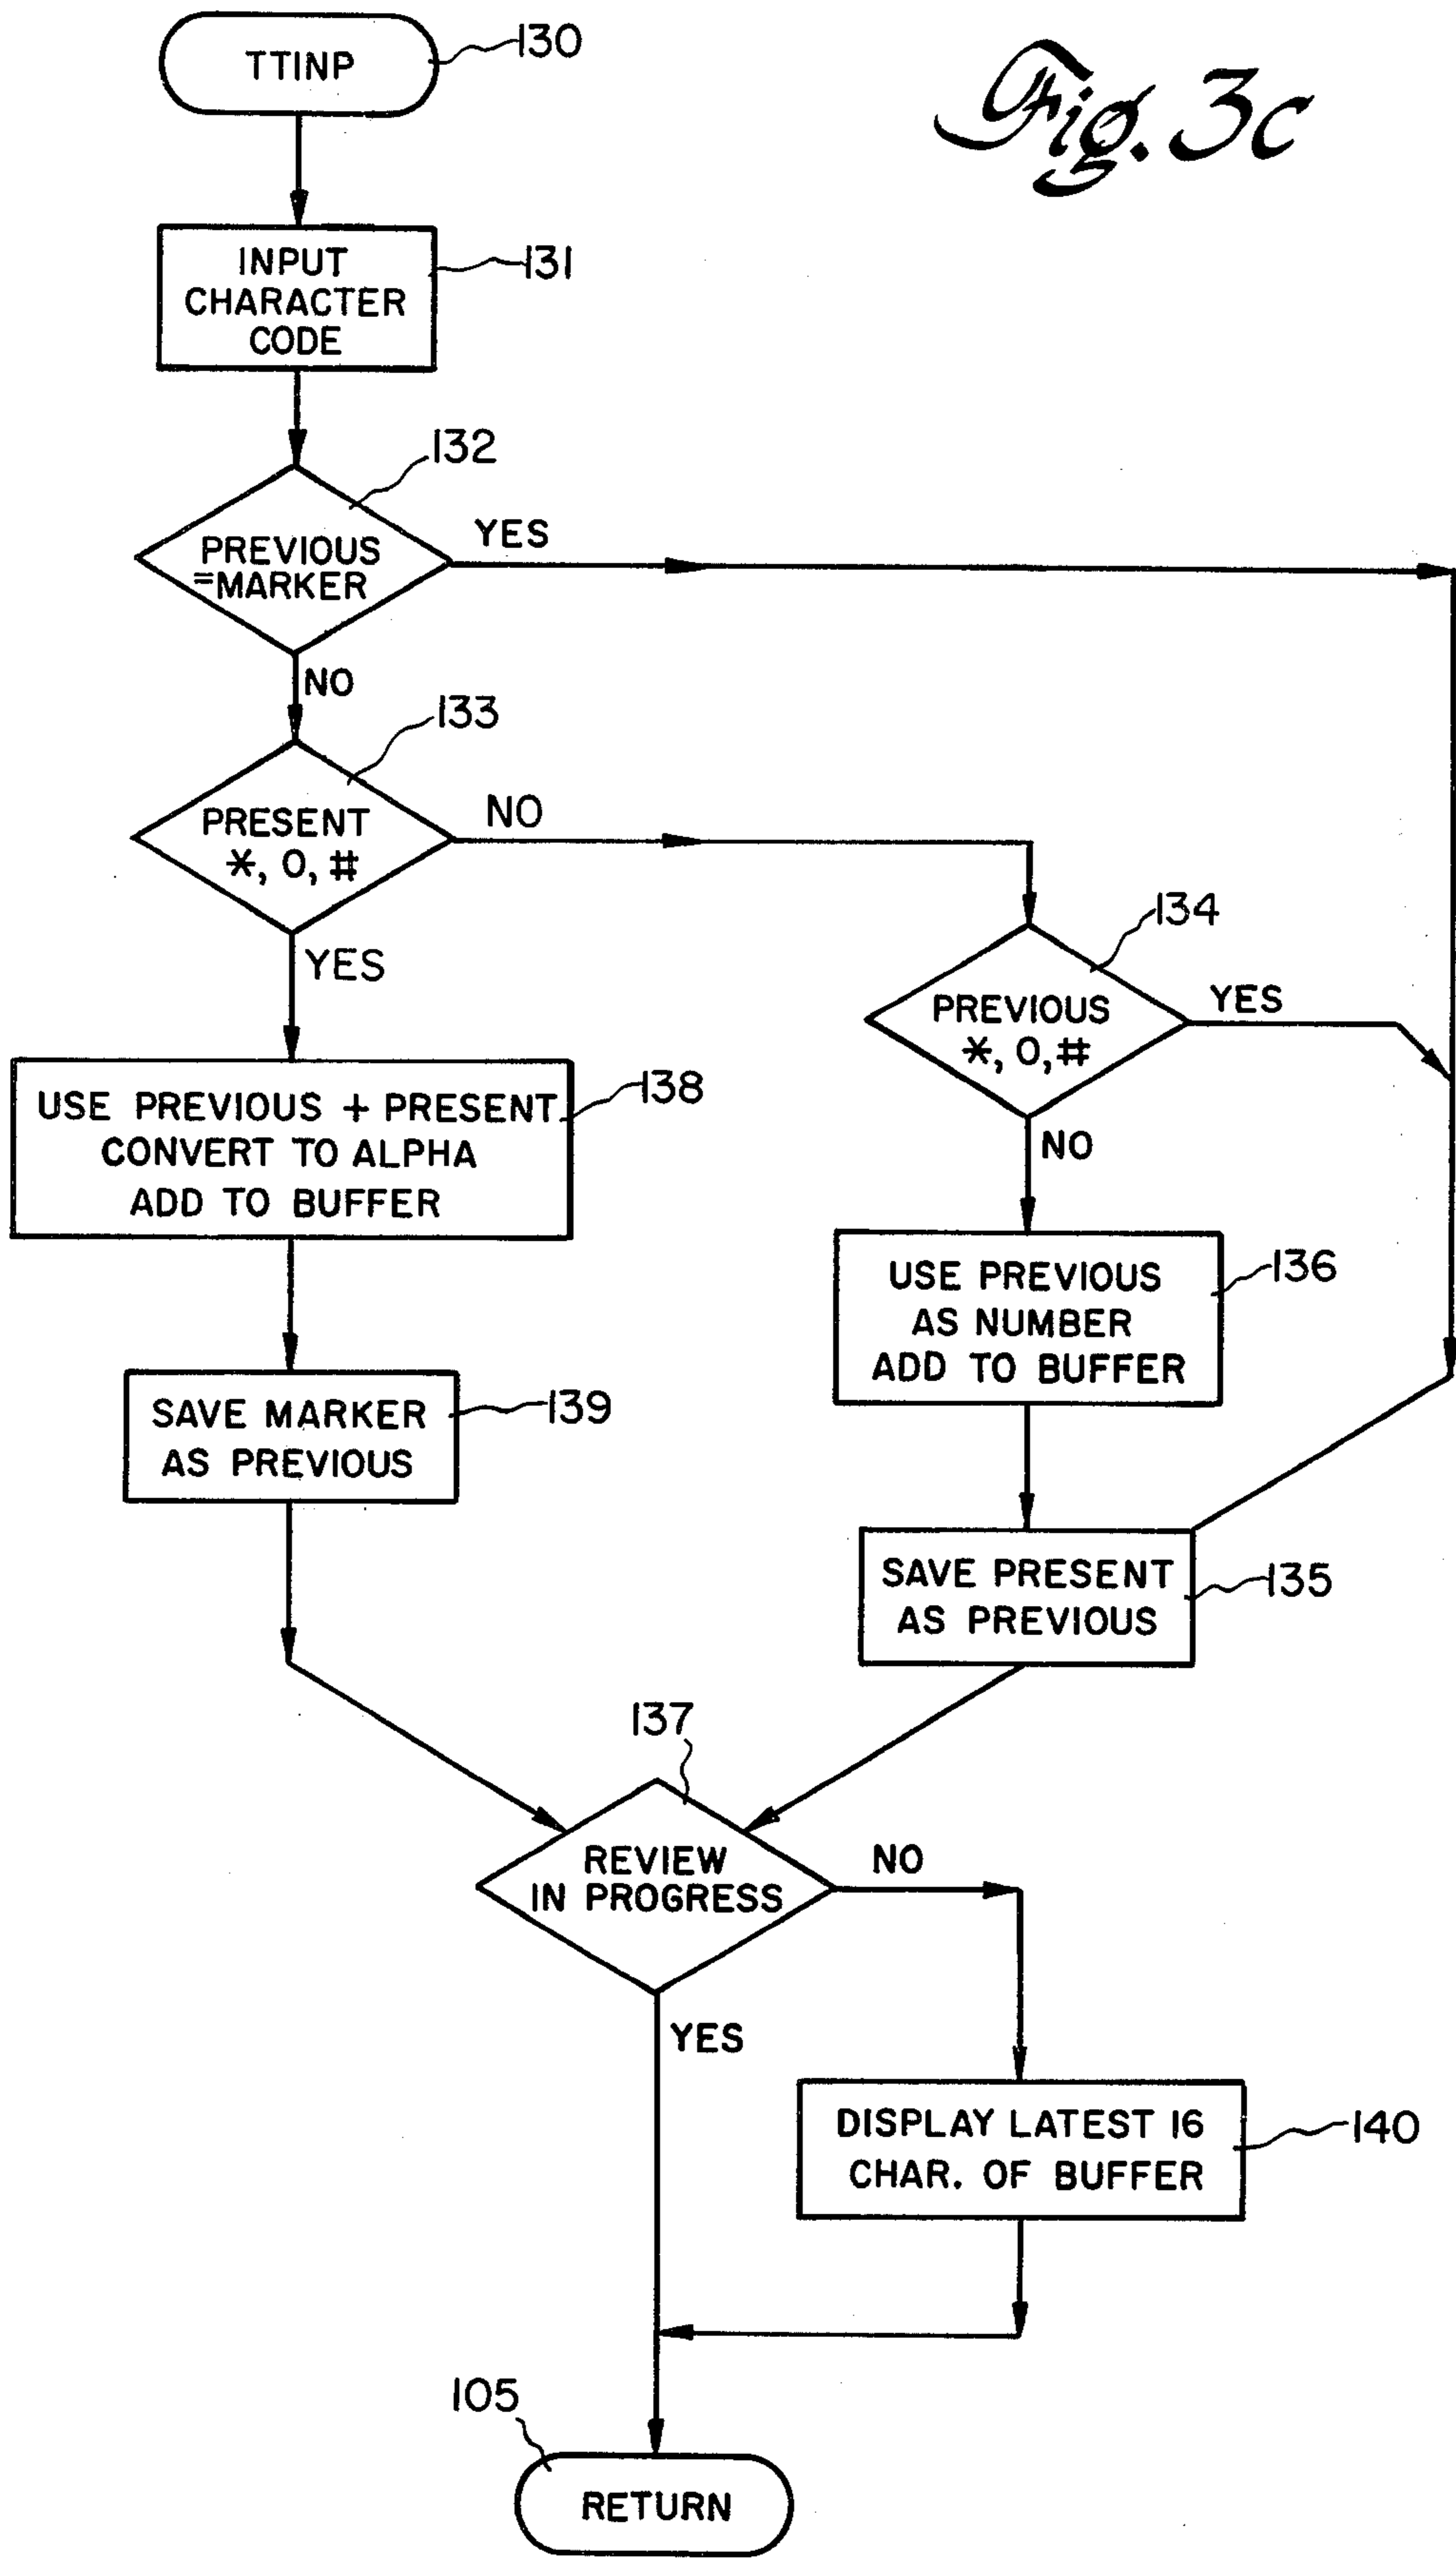 TTINP
130
Fig. 3c
INPUT
CHARACTER
CODE
131
132
PREVIOUS
=MARKER
YES
NO
133
PRESENT
*, 0, #
NO
YES
134
PREVIOUS
*, 0, #
YES
NO
USE PREVIOUS + PRESENT
CONVERT TO ALPHA
ADD TO BUFFER
138
USE PREVIOUS
AS NUMBER
ADD TO BUFFER
136
SAVE MARKER
AS PREVIOUS
139
SAVE PRESENT
AS PREVIOUS
135
137
REVIEW
IN PROGRESS
NO
YES
DISPLAY LATEST 16
CHAR. OF BUFFER
140
105
RETURN